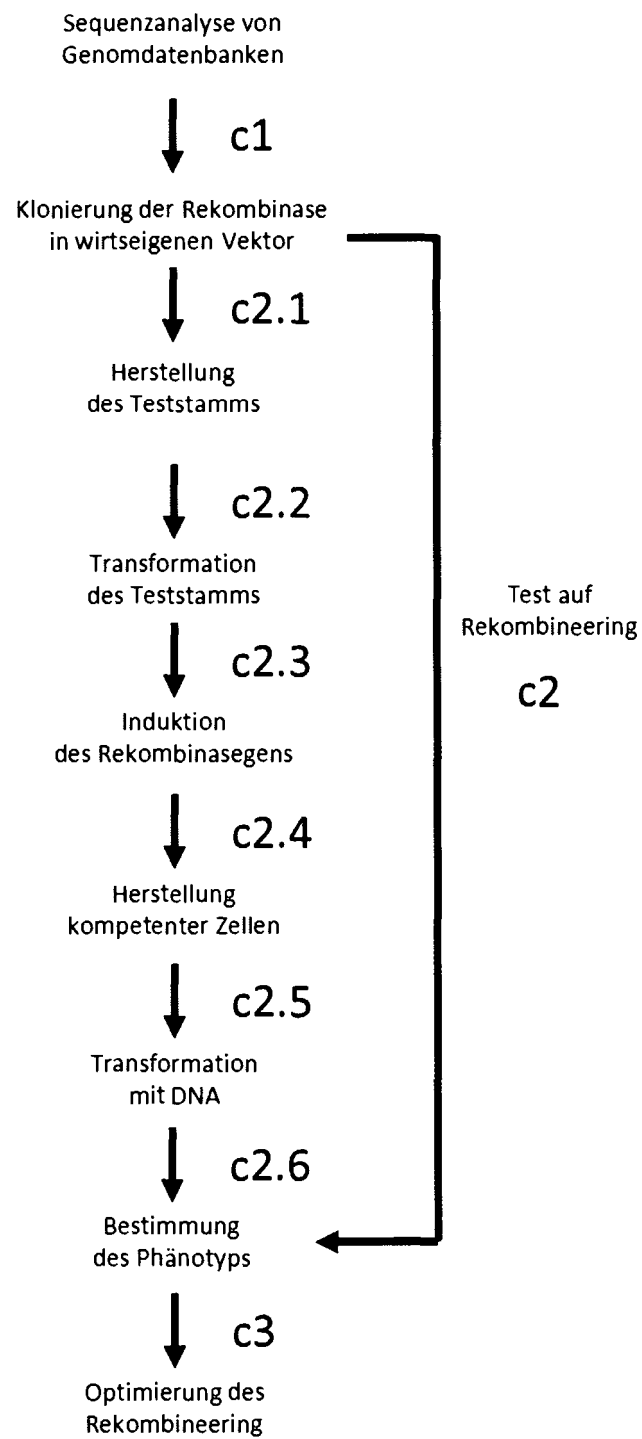 Sequenzanalyse von
Genomdatenbanken
c1
Klonierung der Rekombinase
in wirtseigenen Vektor
c2.1
Herstellung
des Teststamms
c2.2
Transformation
des Teststamms
c2.3
Induktion
des Rekombinasegens
c2.4
Herstellung
kompetenter Zellen
c2.5
Transformation
mit DNA
c2.6
Bestimmung
des Phänotyps
c3
Optimierung des
Rekombineering
Test auf
Rekombineering
c2